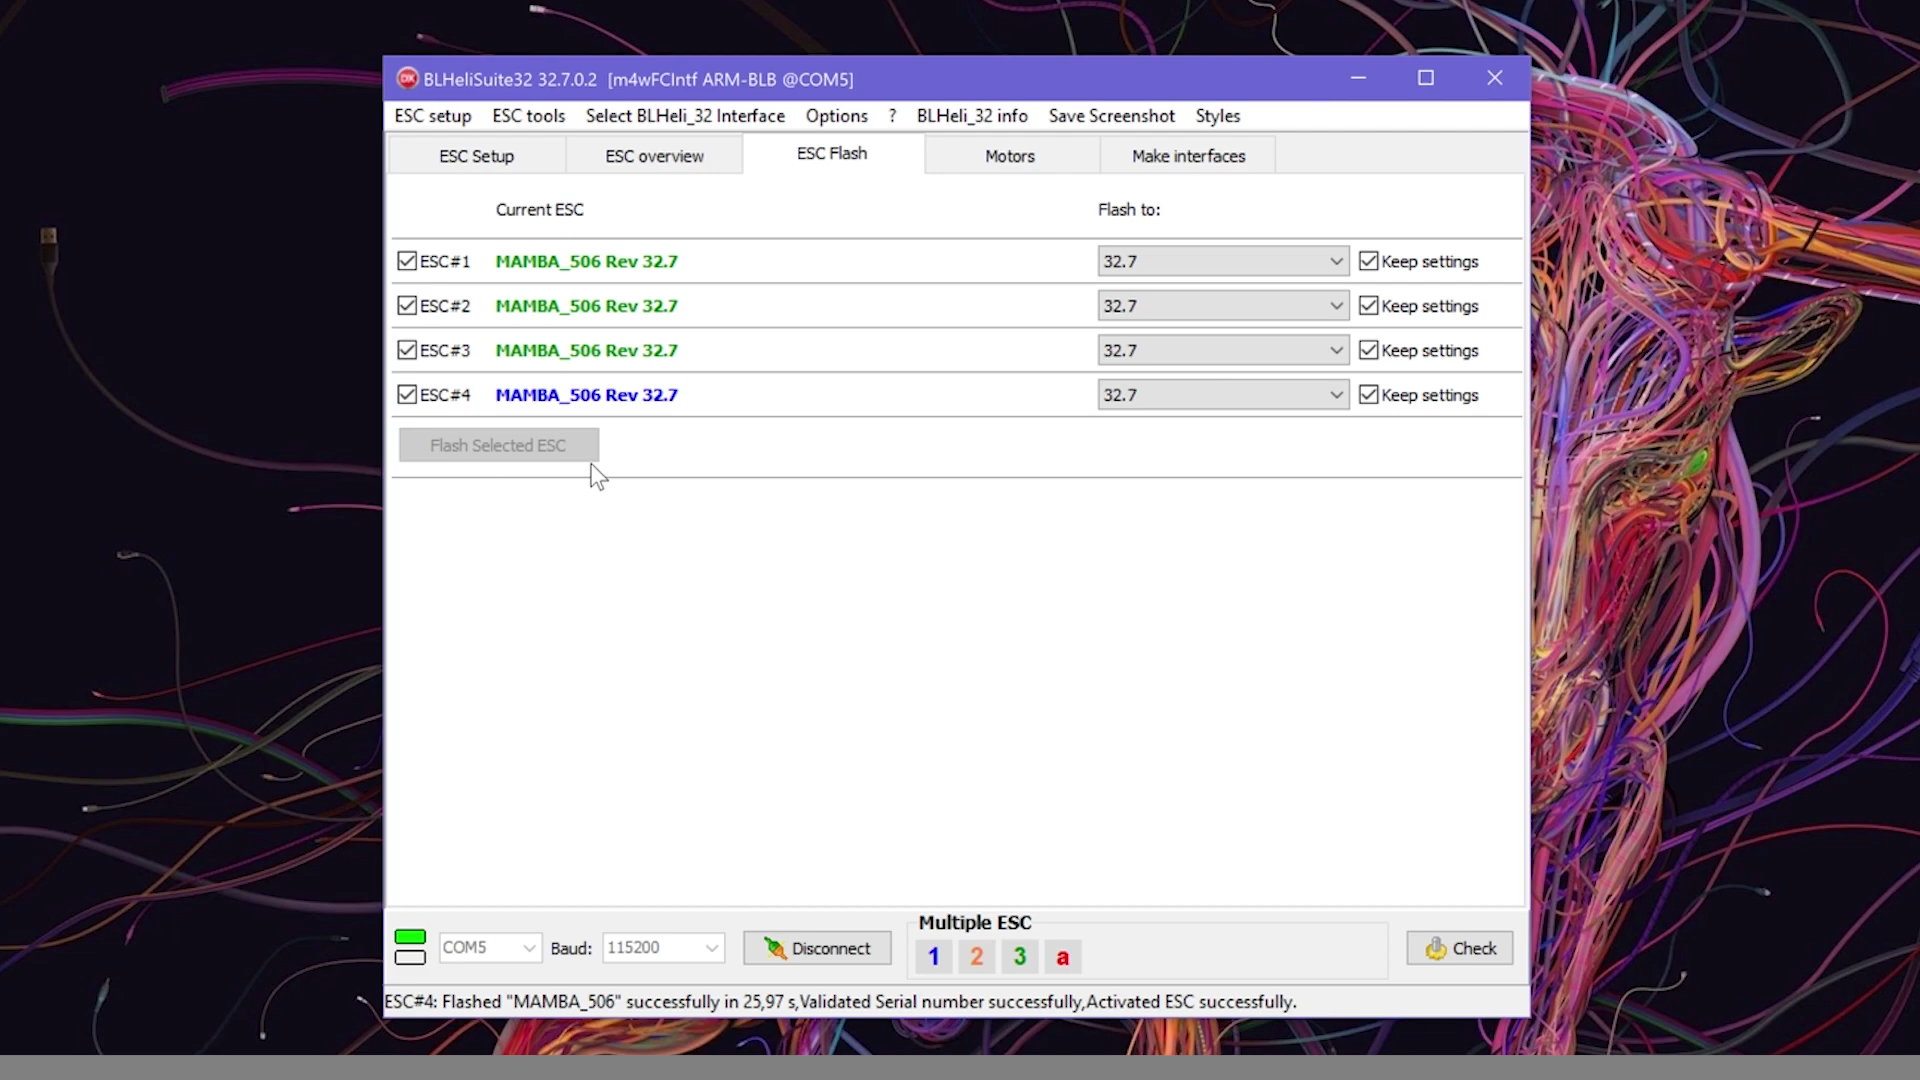 BLHeliSuite32 32.7.0.2 [m4wFCIntf ARM-BLB @COM5]
ESC setup ESC tools Select BLHeli_32 Interface Options ? BLHeli_32 info Save Screenshot Styles
ESC Setup ESC overview ESC Flash Motors Make interfaces
Current ESC Flash to:
ESC#1 MAMBA_506 Rev 32.7 32.7 Keep settings
ESC#2 MAMBA_506 Rev 32.7 32.7 Keep settings
ESC#3 MAMBA_506 Rev 32.7 32.7 Keep settings
ESC#4 MAMBA_506 Rev 32.7 32.7 Keep settings
Flash Selected ESC
Multiple ESC
COM5 Baud: 115200 Disconnect 1 2 3 a Check
ESC#4: Flashed "MAMBA_506" successfully in 25,97 s,Validated Serial number successfully,Activated ESC successfully.